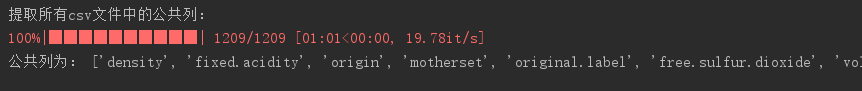 提取所有csv文件中的公共列:
100%|██████████| 1209/1209 [01:01<00:00, 19.78it/s]
公共列为: ['density', 'fixed.acidity', 'origin', 'motherset', 'original.label', 'free.sulfur.dioxide', 'vol